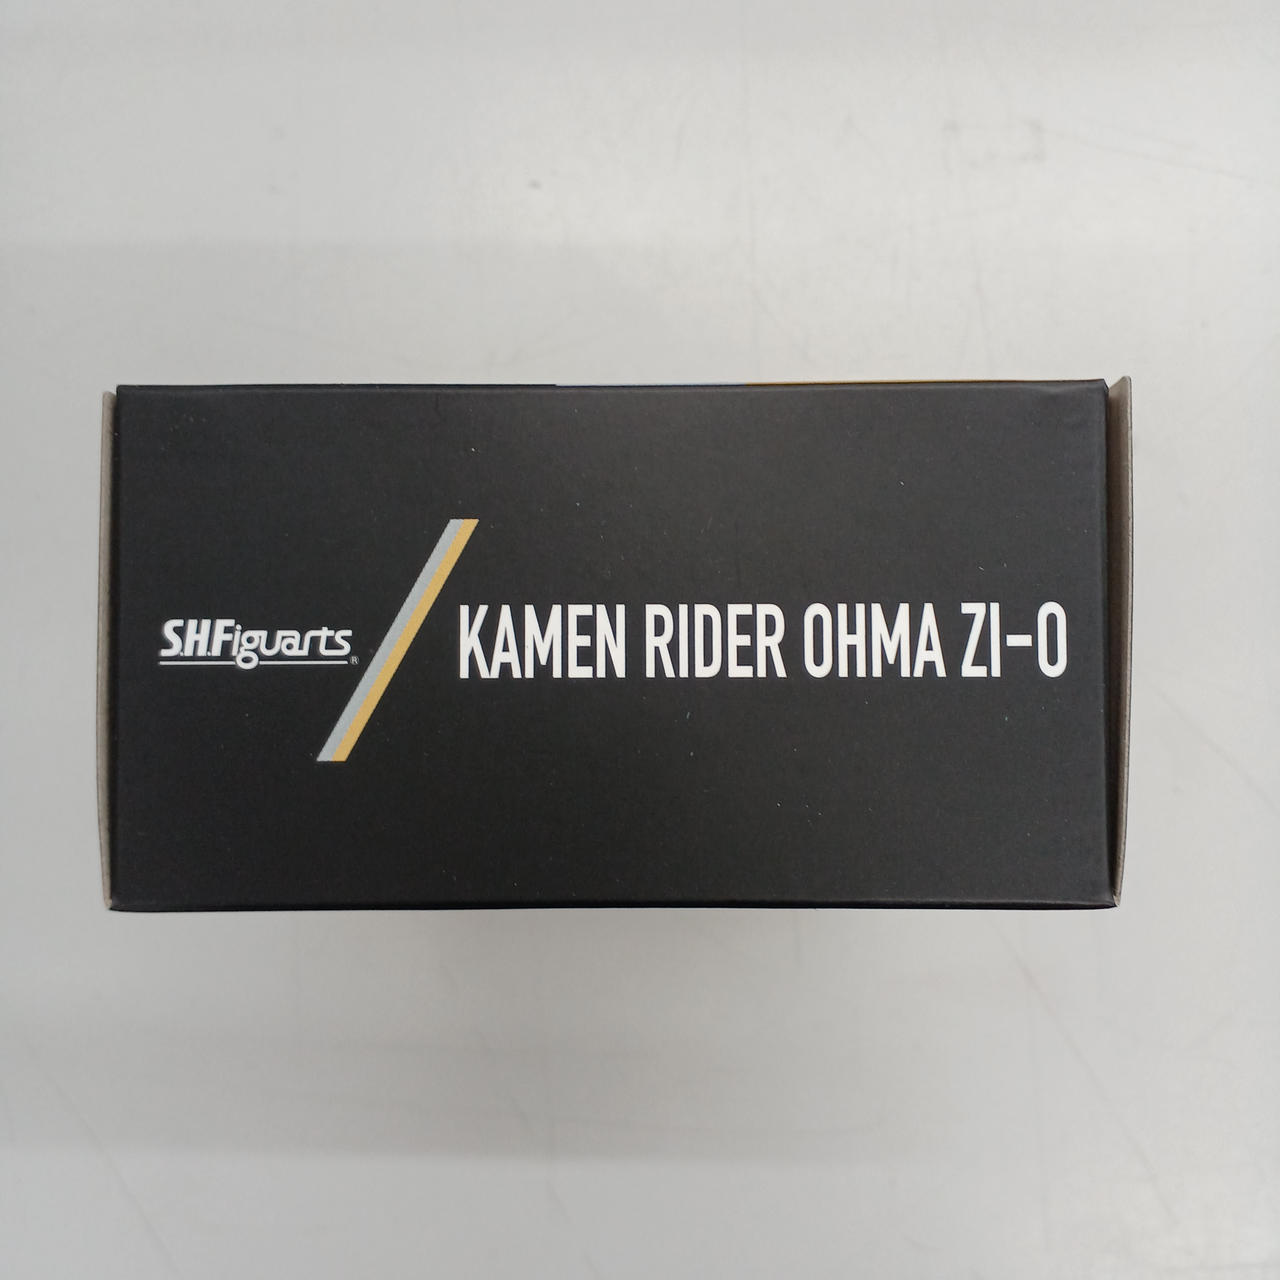 S.H.Figuarts®
KAMEN RIDER OHMA ZI-O